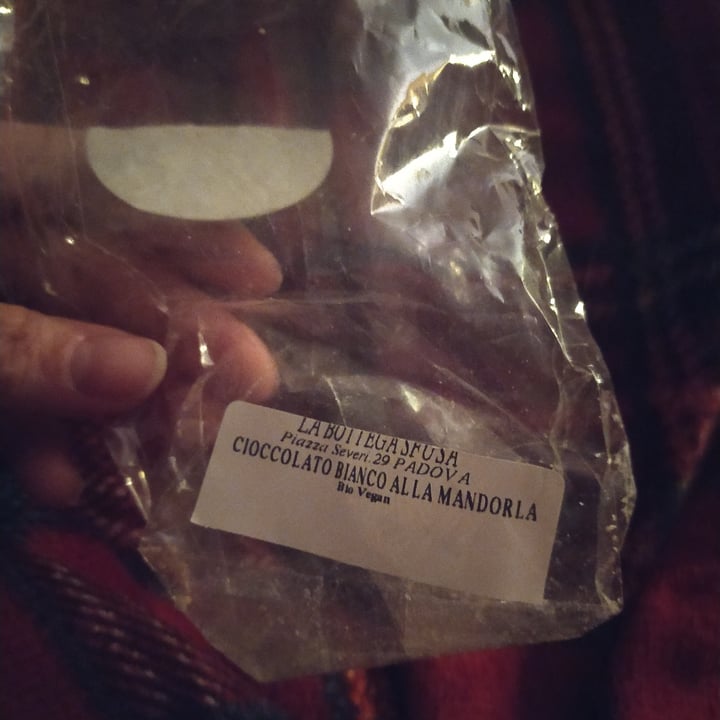 LA BOTTEGA SFUSA
Piazza Severi, 29 PADOVA
CIOCCOLATO BIANCO ALLA MANDORLA
Bio Vegan